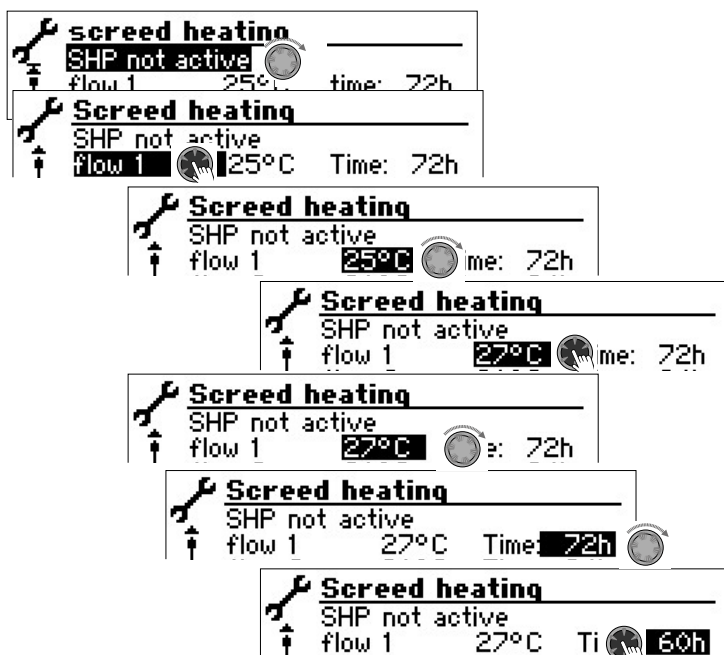 screed heating
SHP not active
flow 1 25°C time: 72h
Screed heating
SHP not active
flow 1 25°C Time: 72h
Screed heating
SHP not active
flow 1 25°C me: 72h
Screed heating
SHP not active
flow 1 27°C me: 72h
Screed heating
SHP not active
flow 1 27°C e: 72h
Screed heating
SHP not active
flow 1 27°C Time: 72h
Screed heating
SHP not active
flow 1 27°C Ti 60h